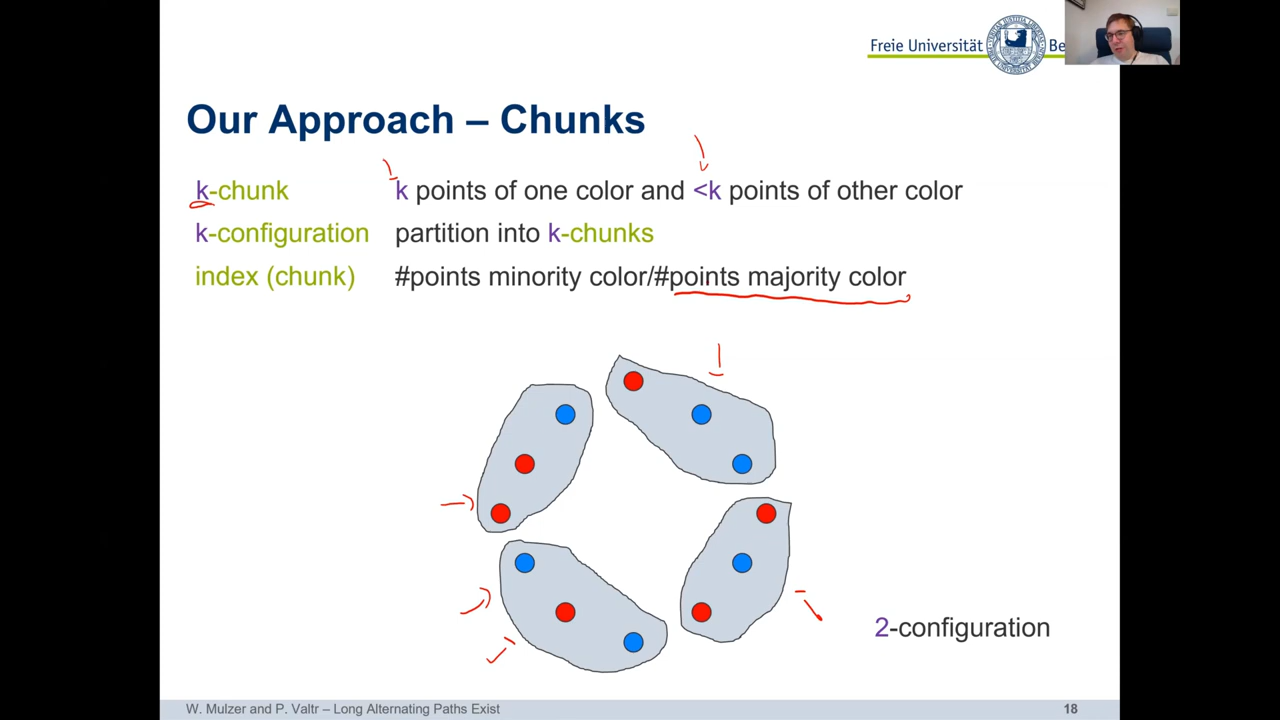 Freie Universität Be
Our Approach – Chunks
k-chunk k points of one color and <k points of other color
k-configuration partition into k-chunks
index (chunk) #points minority color/#points majority color
2-configuration
W. Mulzer and P. Valtr – Long Alternating Paths Exist 18